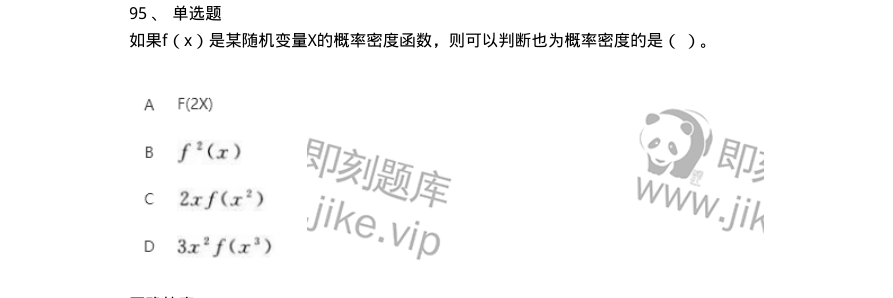 95、 单选题
如果f（x）是某随机变量X的概率密度函数，则可以判断也为概率密度的是（ ）。
A F(2X)
B f²(x)
即刻题库
即刻
C 2xf(x²)
www.jik
.jike.vip
D 3x²f(x³)